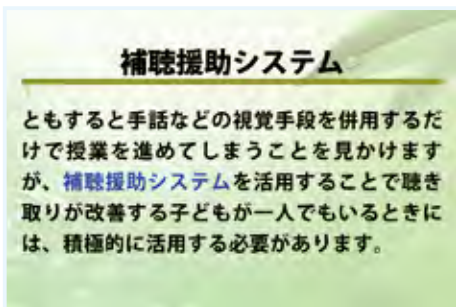 補聴援助システム
ともすると手話などの視覚手段を併用するだ
けで授業を進めてしまうことを見かけます
が、補聴援助システムを活用することで聴き
取りが改善する子どもが一人でもいるときに
は、積極的に活用する必要があります。